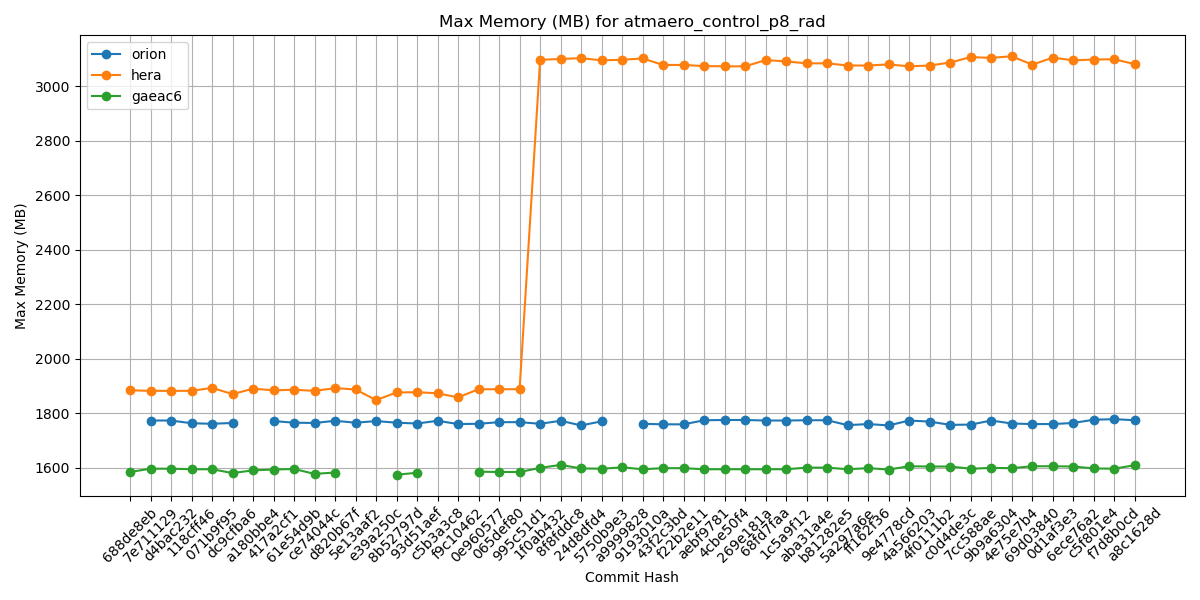 Max Memory (MB) for atmaero_control_p8_rad
orion
hera
gaeac6
Max Memory (MB)
3000
2800
2600
2400
2200
2000
1800
1600
688de8eb
7e711129
d4bac232
118cff46
071b9f95
dc9cfba6
a180bbe4
417a2cf1
61e54d9b
ce74044c
d820b67f
5e13aaf2
e39a250c
8b52797d
93d51aef
c5b3a3c8
f9c10462
0e960577
065def80
995c51d1
1f0ab432
8f8fddc8
24d8dfd4
5750b9e3
a9999828
9193010a
43f2c3bd
f22b2e11
aebf9781
4cbe50f4
269e181a
68fd7faa
1c5a9f12
aba31a4e
b81282e5
5a297a6e
ff162f36
9e4778cd
4a566203
4f0111b2
c0d4de3c
7cc588ae
9b9a6304
4e75e7b4
69d03840
0d1af3e3
6ece76a2
c5f801e4
f7d8b0cd
a8c1628d
Commit Hash